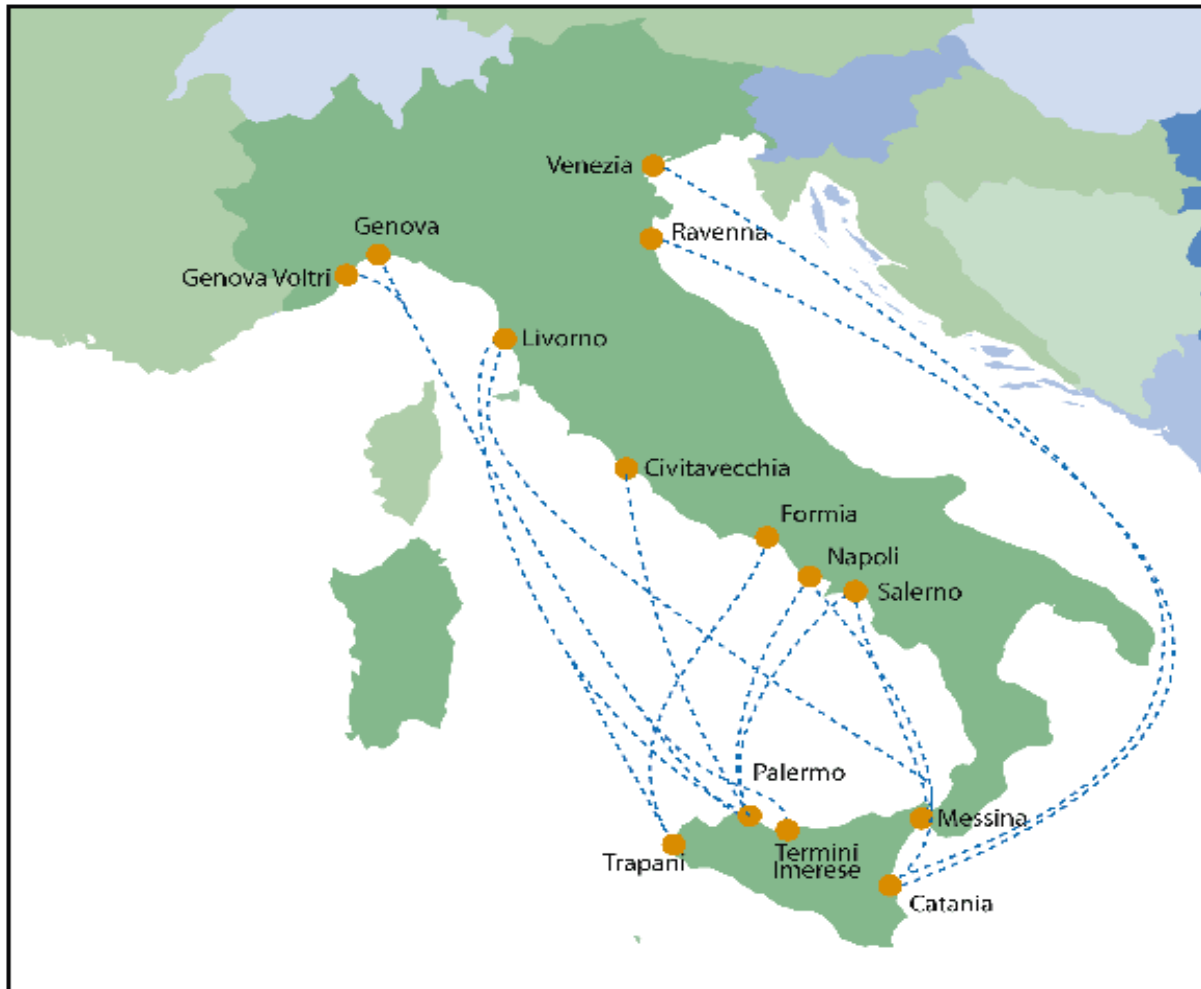 Venezia
Genova
Ravenna
Genova Voltri
Livorno
Civitavecchia
Formia
Napoli
Salerno
Palermo
Messina
Trapani
Termini
Imerese
Catania